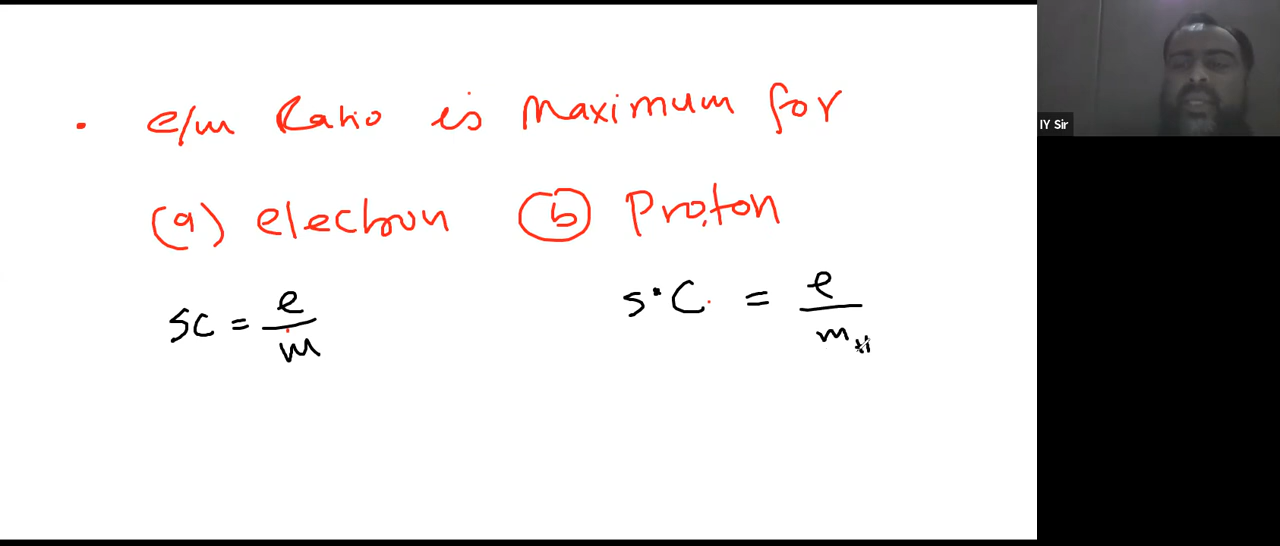 . e/m Ratio is Maximum for
(a) electron (b) Proton
SC = e/m
S.C. = e/m
IY Sir